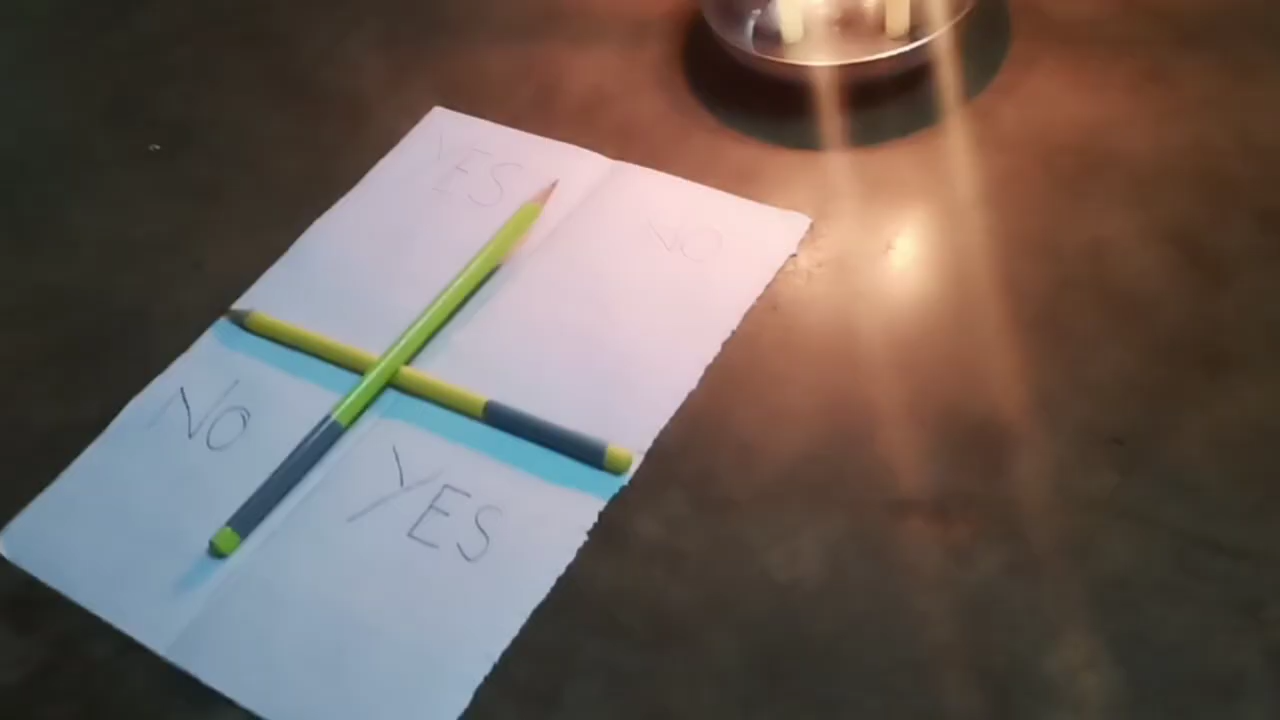 YES NO
NO YES